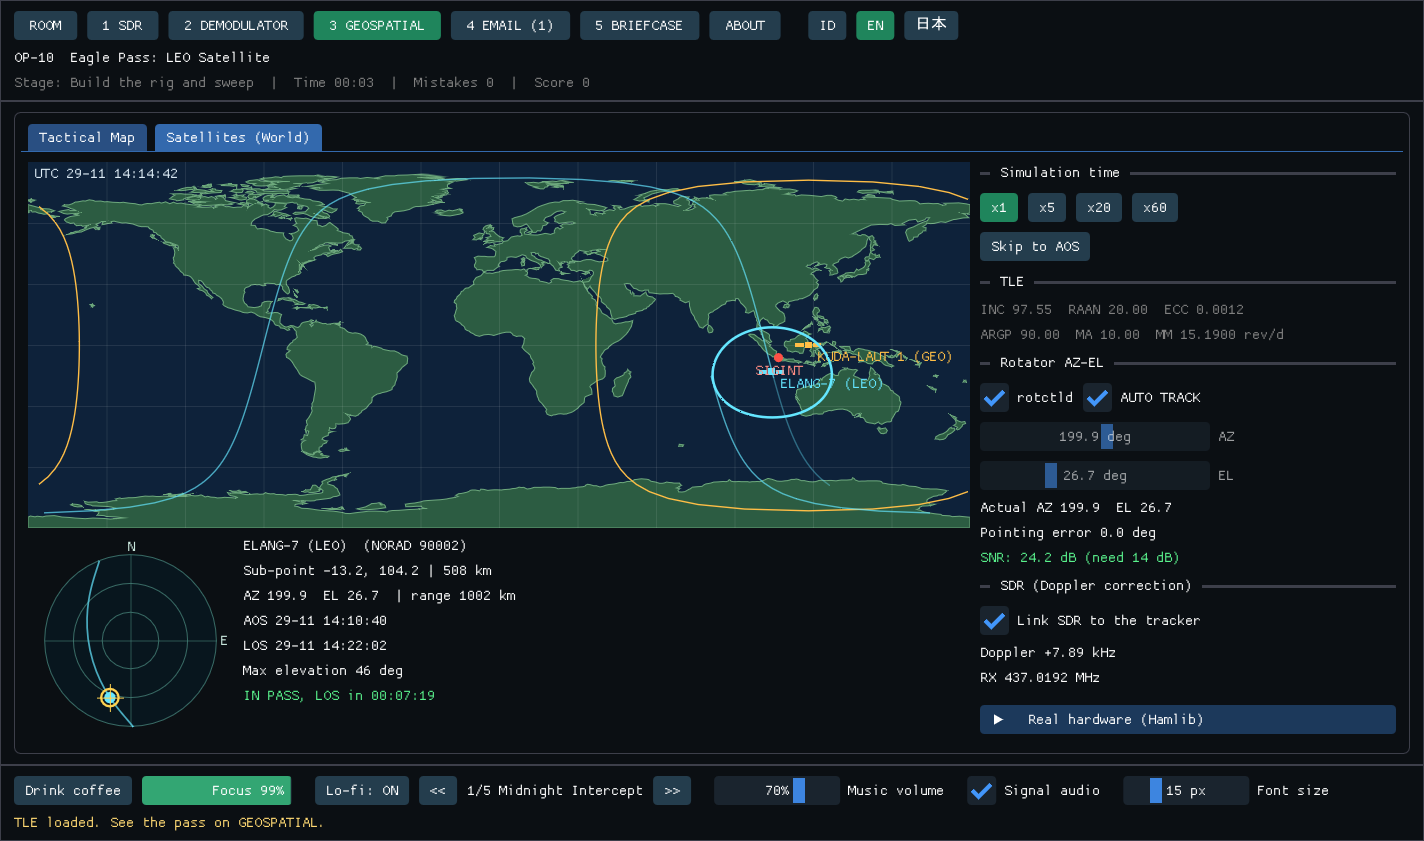 ROOM 1 SDR 2 DEMODULATOR 3 GEOSPATIAL 4 EMAIL (1) 5 BRIEFCASE ABOUT ID EN 日本
OP-10 Eagle Pass: LEO Satellite
Stage: Build the rig and sweep | Time 00:03 | Mistakes 0 | Score 0
Tactical Map Satellites (World)
UTC 29-11 14:14:42
KUDA-LAUT 1 (GEO)
SIGINT
ELANG-7 (LEO)
N
E
ELANG-7 (LEO) (NORAD 90002)
Sub-point -13.2, 104.2 | 508 km
AZ 199.9 EL 26.7 | range 1002 km
AOS 29-11 14:10:40
LOS 29-11 14:22:02
Max elevation 46 deg
IN PASS, LOS in 00:07:19
Simulation time
x1 x5 x20 x60
Skip to AOS
TLE
INC 97.55 RAAN 20.00 ECC 0.0012
ARGP 90.00 MA 10.00 MM 15.1900 rev/d
Rotator AZ-EL
rotctld AUTO TRACK
199.9 deg AZ
26.7 deg EL
Actual AZ 199.9 EL 26.7
Pointing error 0.0 deg
SNR: 24.2 dB (need 14 dB)
SDR (Doppler correction)
Link SDR to the tracker
Doppler +7.89 kHz
RX 437.0192 MHz
Real hardware (Hamlib)
Drink coffee Focus 99% Lo-fi: ON << 1/5 Midnight Intercept >> 70% Music volume Signal audio 15 px Font size
TLE loaded. See the pass on GEOSPATIAL.